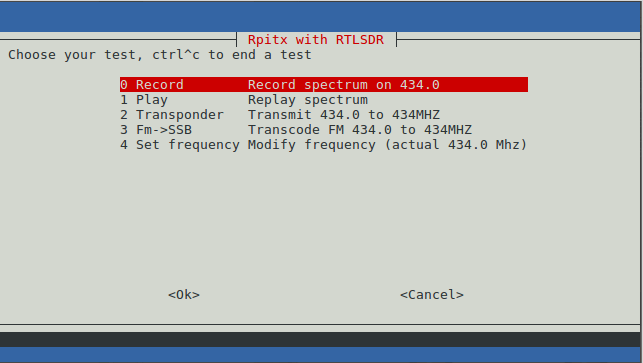 Rpitx with RTLSDR
Choose your test, ctrl^c to end a test
0 Record Record spectrum on 434.0
1 Play Replay spectrum
2 Transponder Transmit 434.0 to 434MHZ
3 Fm->SSB Transcode FM 434.0 to 434MHZ
4 Set frequency Modify frequency (actual 434.0 Mhz)
<Ok> <Cancel>